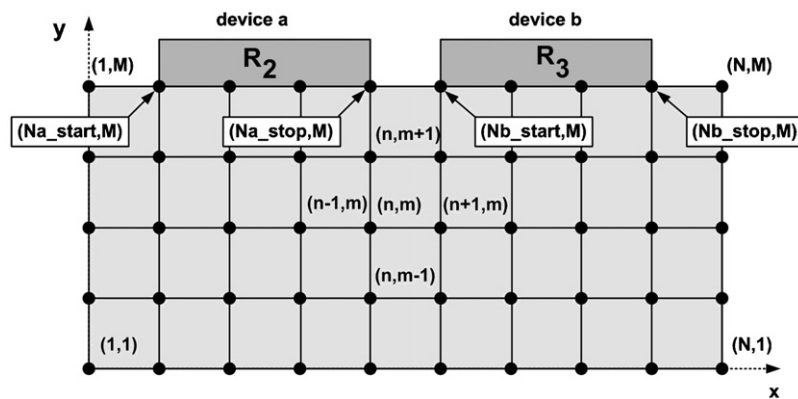 device a device b
y
R2 R3
(1,M) (N,M)
(Na_start,M) (Na_stop,M) (n,m+1) (Nb_start,M) (Nb_stop,M)
(n-1,m) (n,m) (n+1,m)
(n,m-1)
(1,1) (N,1)
x